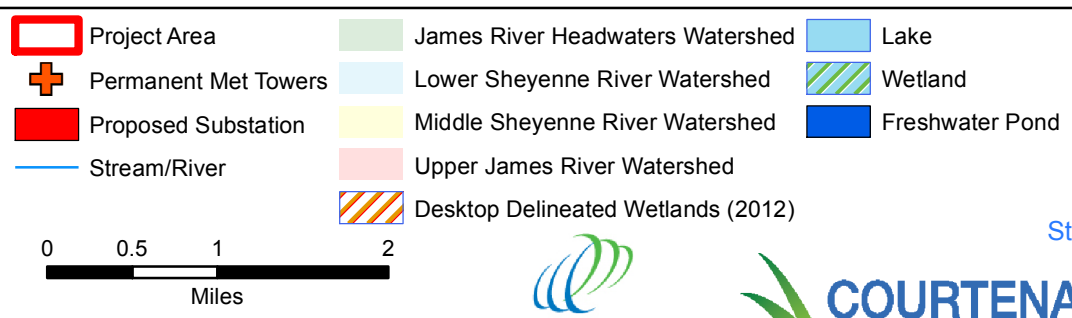 Project Area
Permanent Met Towers
Proposed Substation
Stream/River
James River Headwaters Watershed
Lower Sheyenne River Watershed
Middle Sheyenne River Watershed
Upper James River Watershed
Desktop Delineated Wetlands (2012)
Lake
Wetland
Freshwater Pond
0 0.5 1 2
Miles
St
COURTENA